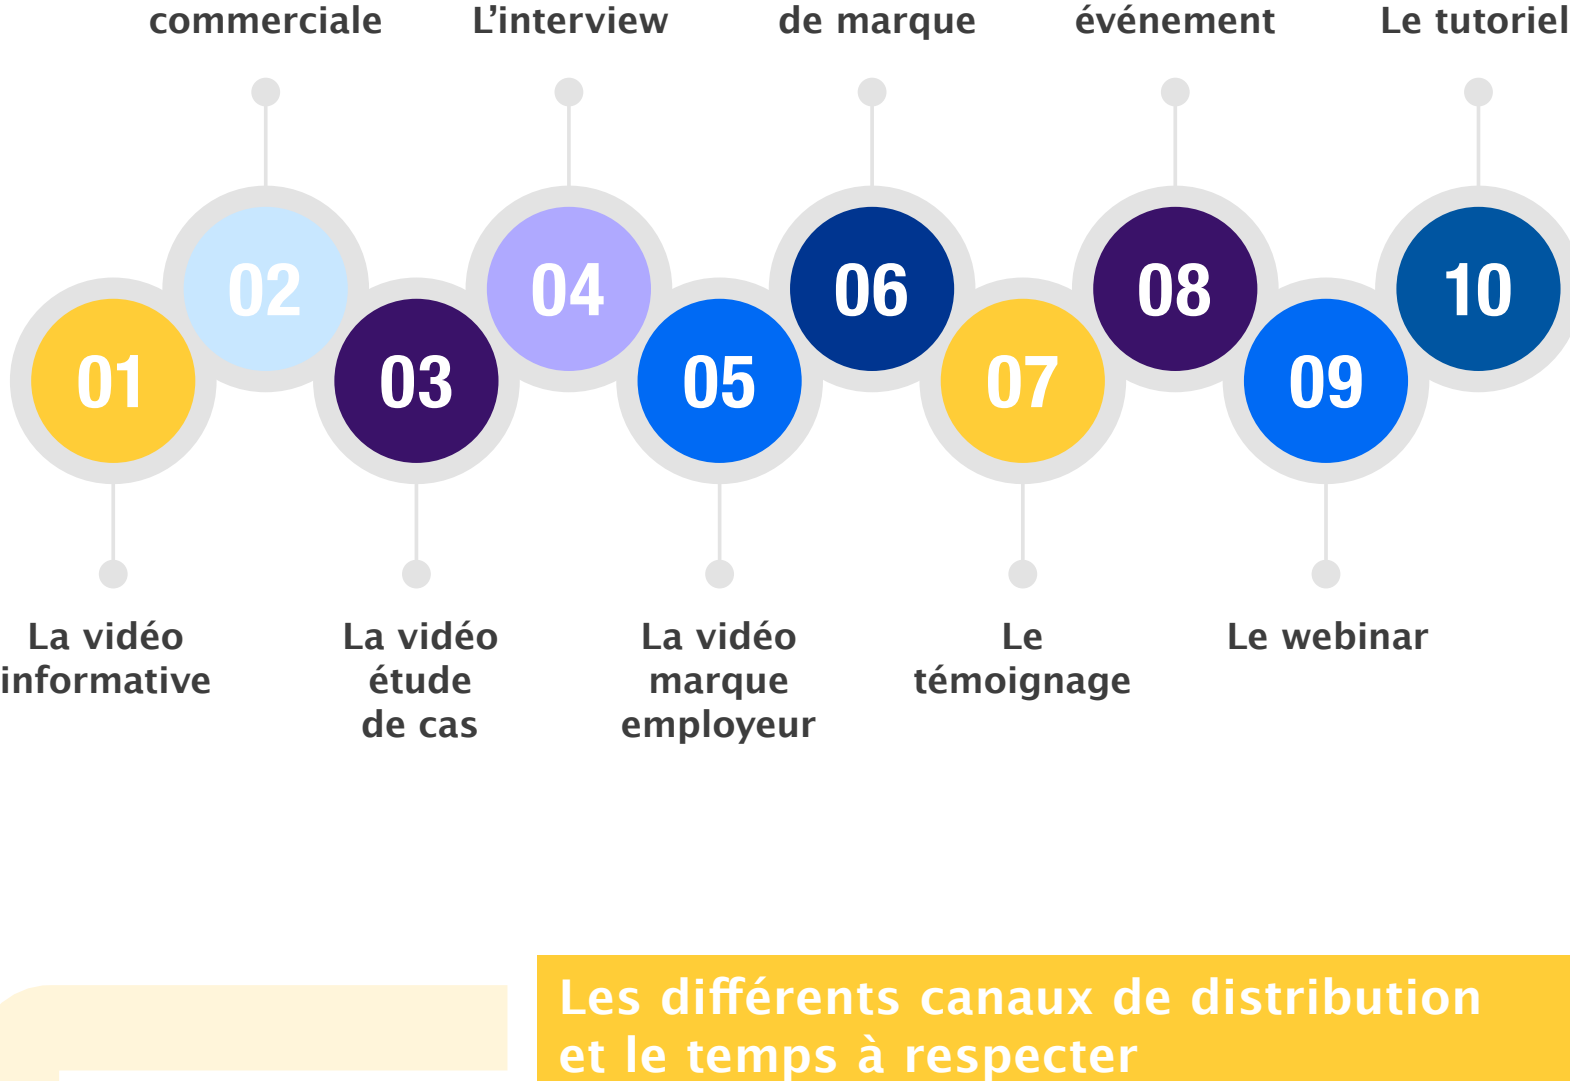 commerciale
L’interview
de marque
événement
Le tutoriel
02
04
06
08
10
01
03
05
07
09
La vidéo
informative
La vidéo
étude
de cas
La vidéo
marque
employeur
Le
témoignage
Le webinar
Les différents canaux de distribution
et le temps à respecter